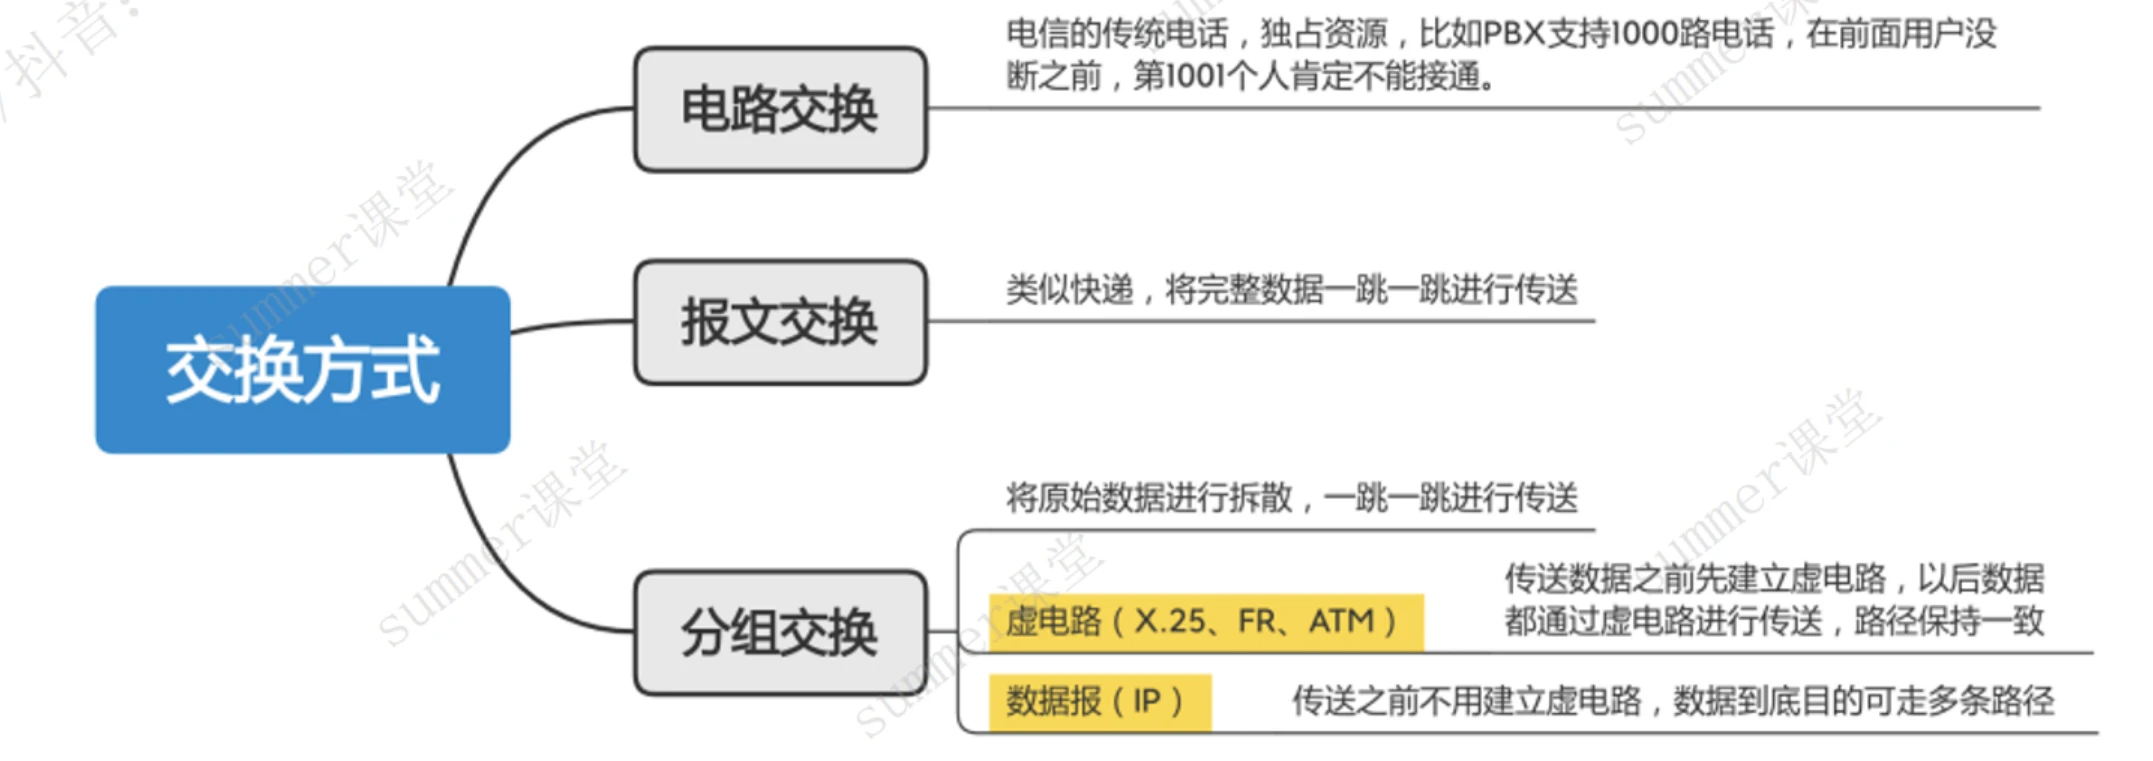 /抖音:
电信的传统电话，独占资源，比如PBX支持1000路电话，在前面用户没
断之前，第1001个人肯定不能接通。
电路交换
summer课堂
summer课堂
类似快递，将完整数据一跳一跳进行传送
报文交换
交换方式
summer课堂
summer课堂
将原始数据进行拆散，一跳一跳进行传送
传送数据之前先建立虚电路，以后数据
虚电路（X.25、FR、ATM）
都通过虚电路进行传送，路径保持一致
分组交换
summer课堂
数据报（IP）
传送之前不用建立虚电路，数据到底目的可走多条路径